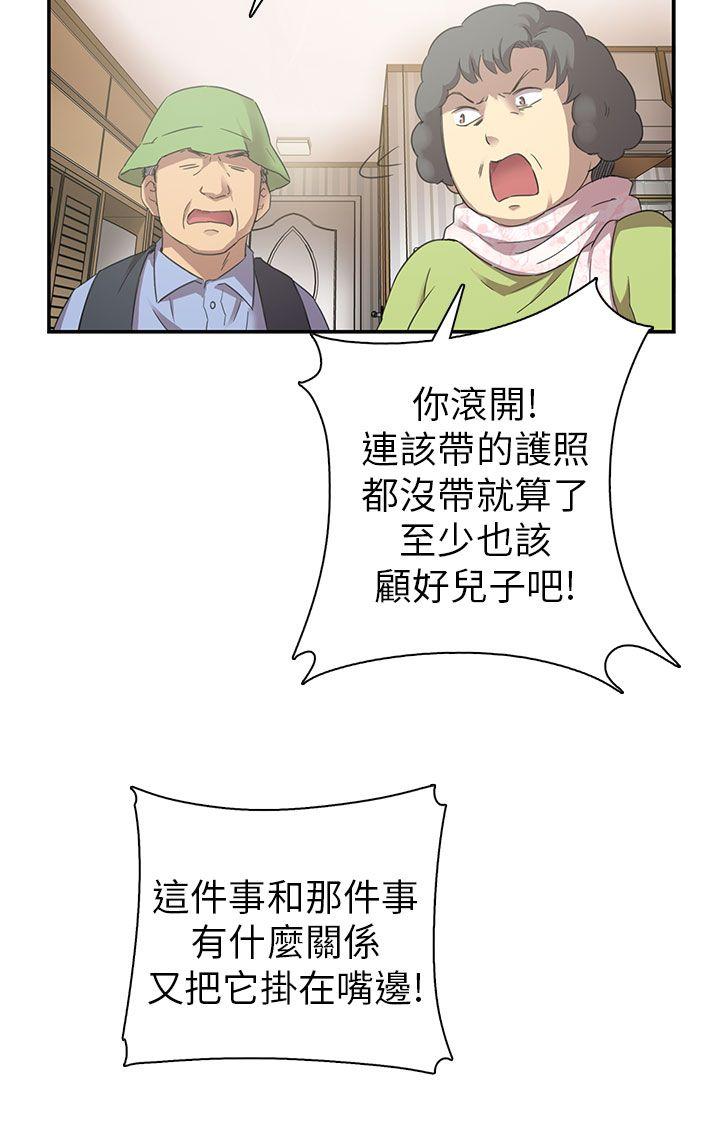 你滾開!
連該帶的護照
都沒帶就算了
至少也該
顧好兒子吧!
這件事和那件事
有什麼關係
又把它掛在嘴邊!